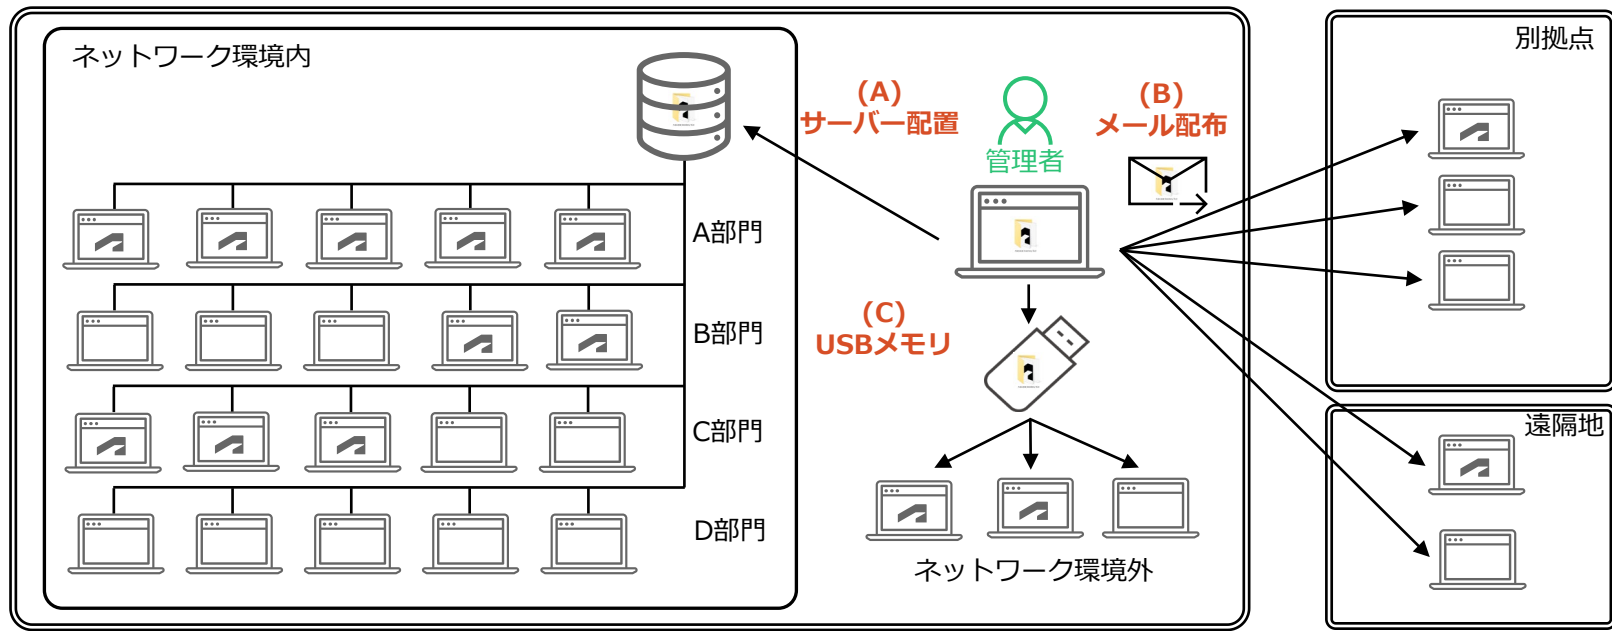 ネットワーク環境内
(A)
サーバー配置
管理者
(B)
メール配布
別拠点
A部門
B部門
(C)
USBメモリ
C部門
遠隔地
D部門
ネットワーク環境外